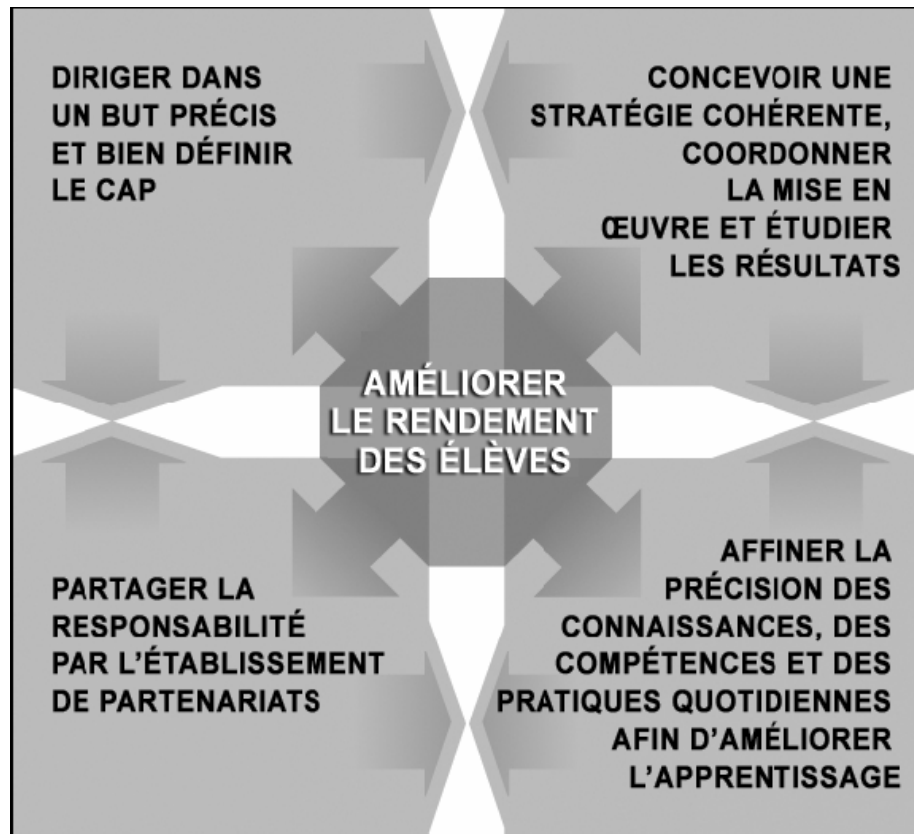 DIRIGER DANS
UN BUT PRÉCIS
ET BIEN DÉFINIR
LE CAP
CONCEVOIR UNE
STRATÉGIE COHÉRENTE,
COORDONNER
LA MISE EN
ŒUVRE ET ÉTUDIER
LES RÉSULTATS
AMÉLIORER
LE RENDEMENT
DES ÉLÈVES
PARTAGER LA
RESPONSABILITÉ
PAR L'ÉTABLISSEMENT
DE PARTENARIATS
AFFINER LA
PRÉCISION DES
CONNAISSANCES, DES
COMPÉTENCES ET DES
PRATIQUES QUOTIDIENNES
AFIN D'AMÉLIORER
L'APPRENTISSAGE